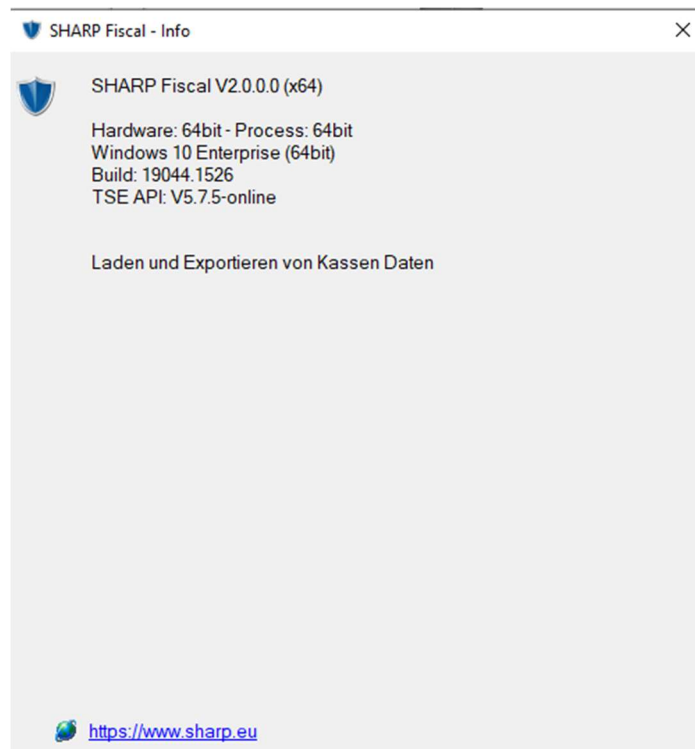 SHARP Fiscal - Info
SHARP Fiscal V2.0.0.0 (x64)
Hardware: 64bit - Process: 64bit
Windows 10 Enterprise (64bit)
Build: 19044.1526
TSE API: V5.7.5-online
Laden und Exportieren von Kassen Daten
https://www.sharp.eu